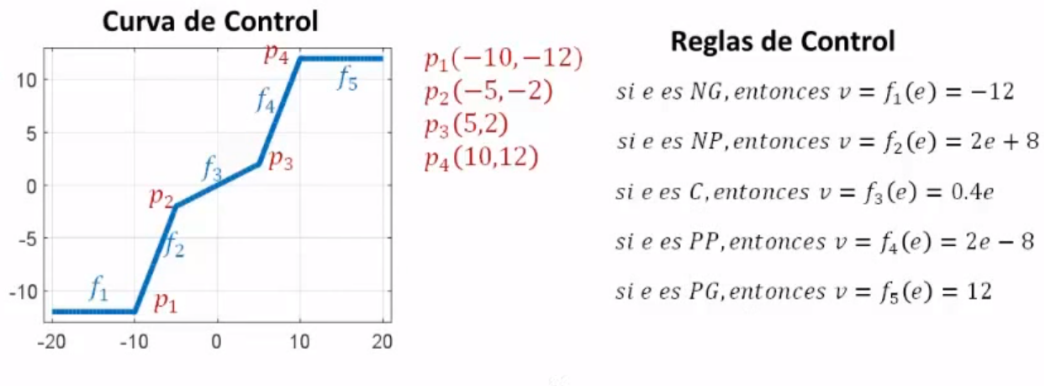 Curva de Control
10
5
0
-5
-10
-20
-10
0
10
20
f₁
f₂
f₃
f₄
f₅
p₁
p₂
p₃
p₄
p₁(−10,−12)
p₂(−5,−2)
p₃(5,2)
p₄(10,12)
Reglas de Control
si e es NG, entonces v = f₁(e) = −12
si e es NP, entonces v = f₂(e) = 2e + 8
si e es C, entonces v = f₃(e) = 0.4e
si e es PP, entonces v = f₄(e) = 2e − 8
si e es PG, entonces v = f₅(e) = 12